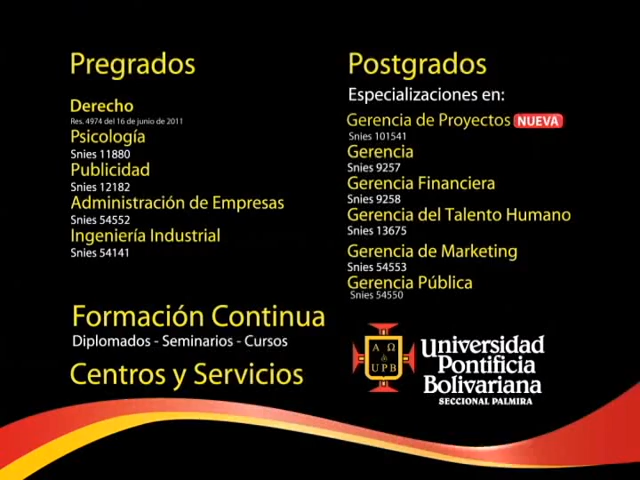 Pregrados
Derecho
Res. 4974 del 16 de junio de 2011
Psicología
Snies 11880
Publicidad
Snies 12182
Administración de Empresas
Snies 54552
Ingeniería Industrial
Snies 54141
Postgrados
Especializaciones en:
Gerencia de Proyectos NUEVA
Snies 101541
Gerencia
Snies 9257
Gerencia Financiera
Snies 9258
Gerencia del Talento Humano
Snies 13675
Gerencia de Marketing
Snies 54553
Gerencia Pública
Snies 54550
Formación Continua
Diplomados - Seminarios - Cursos
Centros y Servicios
Α Ω
&
UPB
Universidad
Pontificia
Bolivariana
SECCIONAL PALMIRA